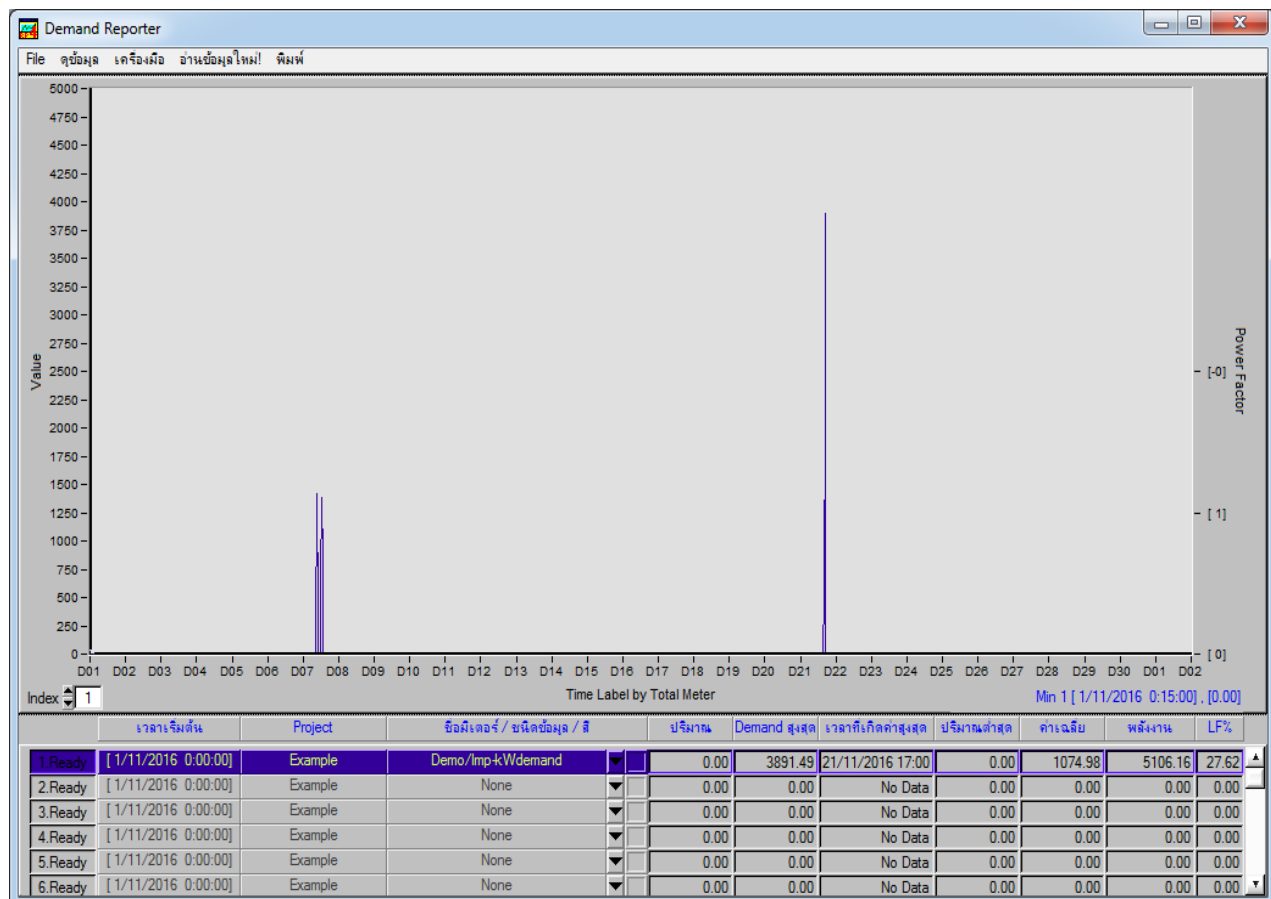 Demand Reporter
File ดูข้อมูล เครื่องมือ อ่านข้อมูลใหม่! พิมพ์
5000
4750
4500
4250
4000
3750
3500
3250
3000
2750
2500
2250
2000
1750
1500
1250
1000
750
500
250
0
Value
Power Factor
[-0]
[ 1]
[ 0]
D01 D02 D03 D04 D05 D06 D07 D08 D09 D10 D11 D12 D13 D14 D15 D16 D17 D18 D19 D20 D21 D22 D23 D24 D25 D26 D27 D28 D29 D30 D01 D02
Index 1 Time Label by Total Meter Min 1 [ 1/11/2016 0:15:00] , [0.00]
เวลาเริ่มต้น Project ชื่อมิเตอร์ / ชนิดข้อมูล / สี ปริมาณ Demand สูงสุด เวลาที่เกิดค่าสูงสุด ปริมาณต่ำสุด ค่าเฉลี่ย พลังงาน LF%
1.Ready [ 1/11/2016 0:00:00] Example Demo/Imp-kWdemand 0.00 3891.49 21/11/2016 17:00 0.00 1074.98 5106.16 27.62
2.Ready [ 1/11/2016 0:00:00] Example None 0.00 0.00 No Data 0.00 0.00 0.00 0.00
3.Ready [ 1/11/2016 0:00:00] Example None 0.00 0.00 No Data 0.00 0.00 0.00 0.00
4.Ready [ 1/11/2016 0:00:00] Example None 0.00 0.00 No Data 0.00 0.00 0.00 0.00
5.Ready [ 1/11/2016 0:00:00] Example None 0.00 0.00 No Data 0.00 0.00 0.00 0.00
6.Ready [ 1/11/2016 0:00:00] Example None 0.00 0.00 No Data 0.00 0.00 0.00 0.00